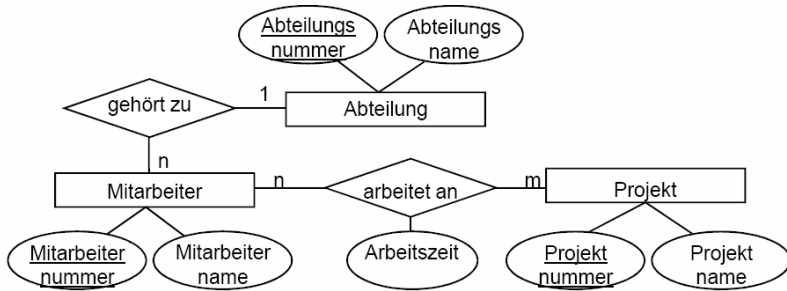 Abteilungs
nummer
Abteilungs
name
gehört zu
1
Abteilung
n
Mitarbeiter
n
arbeitet an
m
Projekt
Mitarbeiter
nummer
Mitarbeiter
name
Arbeitszeit
Projekt
nummer
Projekt
name